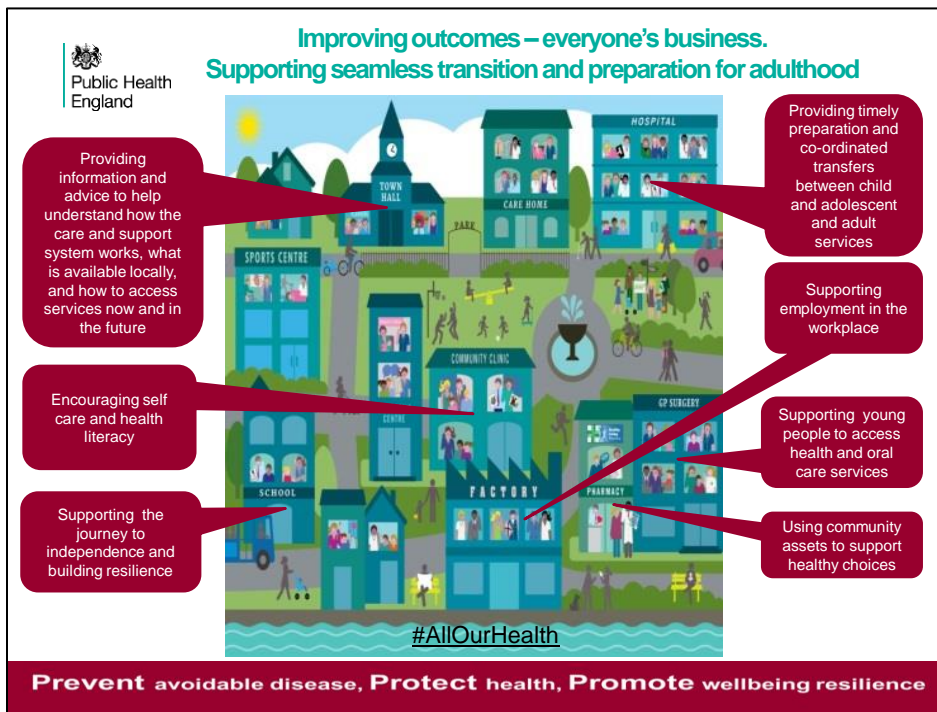 Improving outcomes – everyone's business.
Supporting seamless transition and preparation for adulthood
Public Health
England
Providing
information and
advice to help
understand how the
care and support
system works, what
is available locally,
and how to access
services now and in
the future
Encouraging self
care and health
literacy
Supporting the
journey to
independence and
building resilience
TOWN
HALL
CARE HOME
HOSPITAL
PARK
SPORTS CENTRE
COMMUNITY CLINIC
CENTRE
GP SURGERY
SCHOOL
FACTORY
PHARMACY
Providing timely
preparation and
co-ordinated
transfers
between child
and adolescent
and adult
services
Supporting
employment in the
workplace
Supporting young
people to access
health and oral
care services
Using community
assets to support
healthy choices
#AllOurHealth
Prevent avoidable disease, Protect health, Promote wellbeing resilience